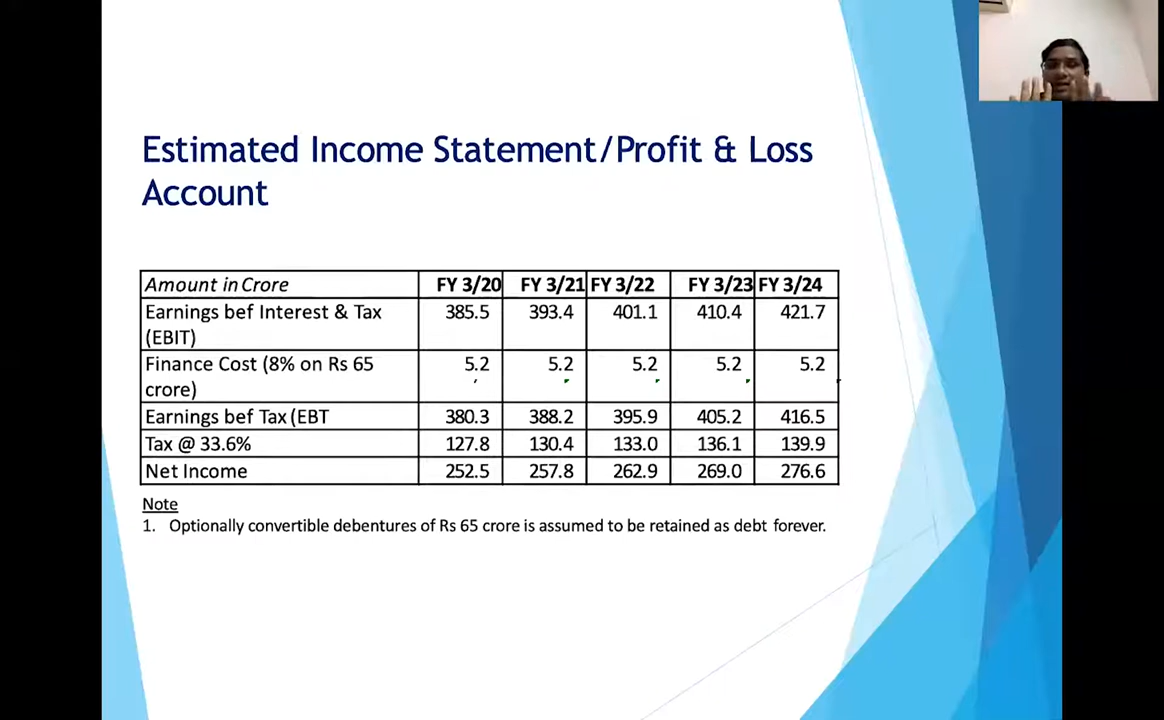 Estimated Income Statement/Profit & Loss
Account
Amount in Crore FY 3/20 FY 3/21 FY 3/22 FY 3/23 FY 3/24
Earnings bef Interest & Tax 385.5 393.4 401.1 410.4 421.7
(EBIT)
Finance Cost (8% on Rs 65 5.2 5.2 5.2 5.2 5.2
crore)
Earnings bef Tax (EBT 380.3 388.2 395.9 405.2 416.5
Tax @ 33.6% 127.8 130.4 133.0 136.1 139.9
Net Income 252.5 257.8 262.9 269.0 276.6
Note
1. Optionally convertible debentures of Rs 65 crore is assumed to be retained as debt forever.